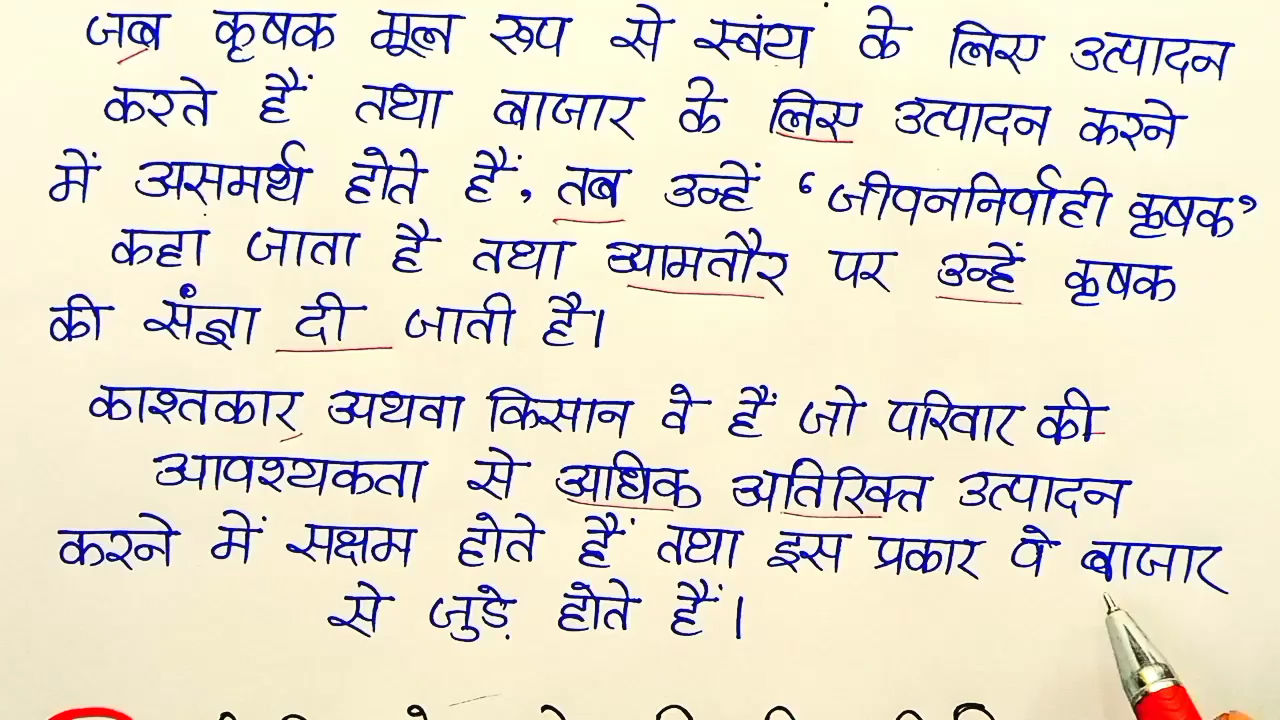 जब कृषक मूल रूप से स्वंय के लिए उत्पादन
करते हैं तथा बाजार के लिए उत्पादन करने
में असमर्थ होते हैं, तब उन्हें ‘जीवननिर्वाही कृषक’
कहा जाता है तथा आमतौर पर उन्हें कृषक
की संज्ञा दी जाती है।
काश्तकार अथवा किसान वे हैं जो परिवार की
आवश्यकता से अधिक अतिरिक्त उत्पादन
करने में सक्षम होते हैं तथा इस प्रकार वे बाजार
से जुड़े होते हैं।